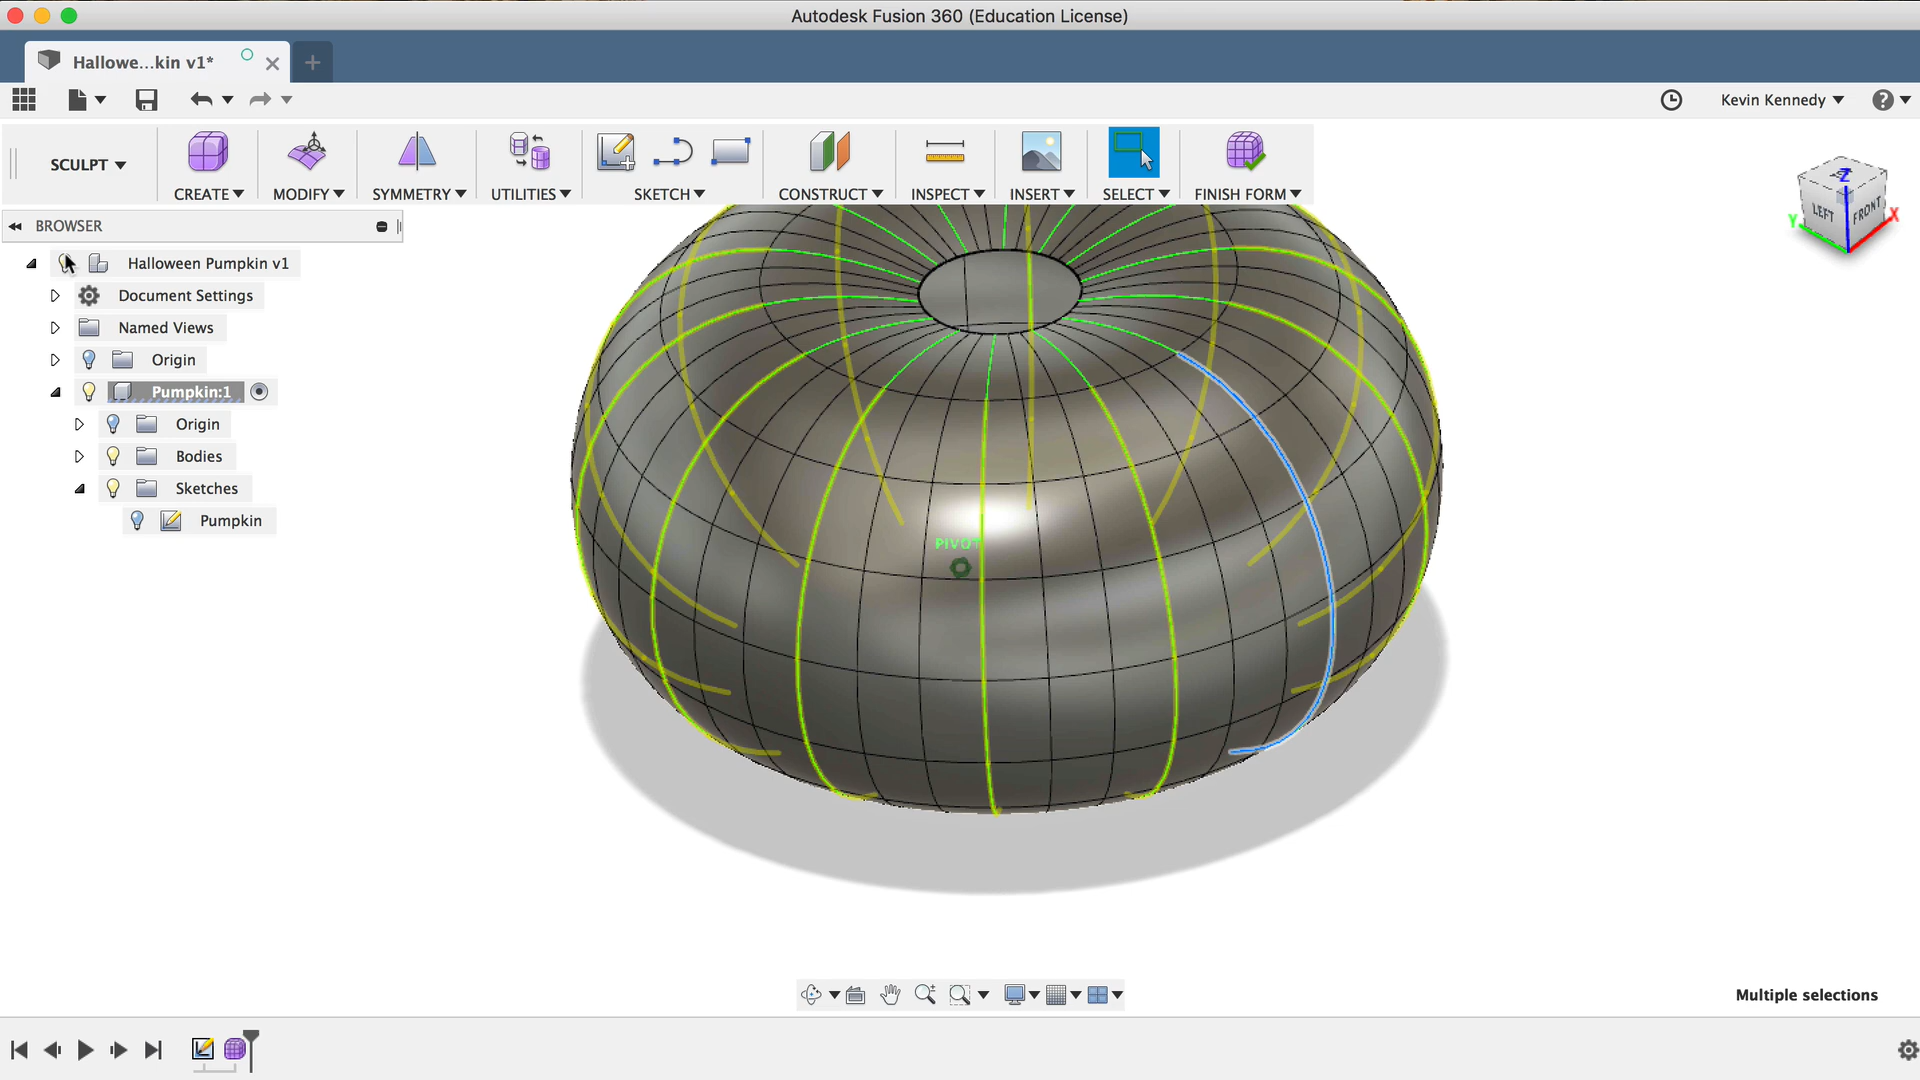 Autodesk Fusion 360 (Education License)
Hallowe...kin v1*
Kevin Kennedy
SCULPT
CREATE
MODIFY
SYMMETRY
UTILITIES
SKETCH
CONSTRUCT
INSPECT
INSERT
SELECT
FINISH FORM
Z
LEFT
FRONT
Y
X
BROWSER
Halloween Pumpkin v1
Document Settings
Named Views
Origin
Pumpkin:1
Origin
Bodies
Sketches
Pumpkin
PIVOT
Multiple selections